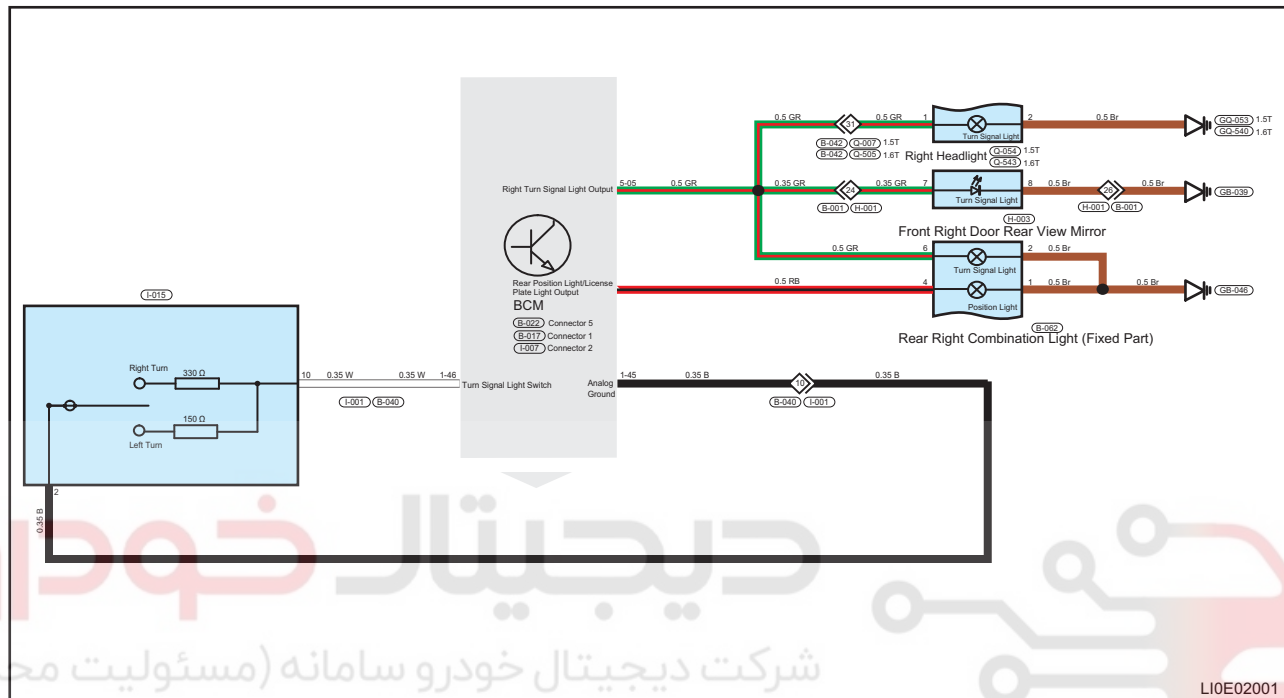 0.5 GR
31
0.5 GR
1
2
0.5 Br
GQ-053 1.5T
GQ-540 1.6T
Turn Signal Light
B-042 Q-007 1.5T
B-042 Q-505 1.6T
Right Headlight
Q-054 1.5T
Q-543 1.6T
Right Turn Signal Light Output
5-05
0.5 GR
0.35 GR
24
0.35 GR
7
8
0.5 Br
26
0.5 Br
GB-039
Turn Signal Light
B-001 H-001
H-001 B-001
H-003
Front Right Door Rear View Mirror
0.5 GR
6
2
0.5 Br
Turn Signal Light
Rear Position Light/License
Plate Light Output
0.5 RB
4
1
0.5 Br
0.5 Br
GB-046
Position Light
BCM
B-022 Connector 5
B-017 Connector 1
I-007 Connector 2
B-062
Rear Right Combination Light (Fixed Part)
I-015
Right Turn
330 Ω
150 Ω
Left Turn
10
0.35 W
0.35 W
1-46
Turn Signal Light Switch
I-001 B-040
Analog
Ground
1-45
0.35 B
10
0.35 B
B-040 I-001
2
0.35 B
دیجیتال خودرو
شرکت دیجیتال خودرو سامانه (مسئولیت
LI0E02001